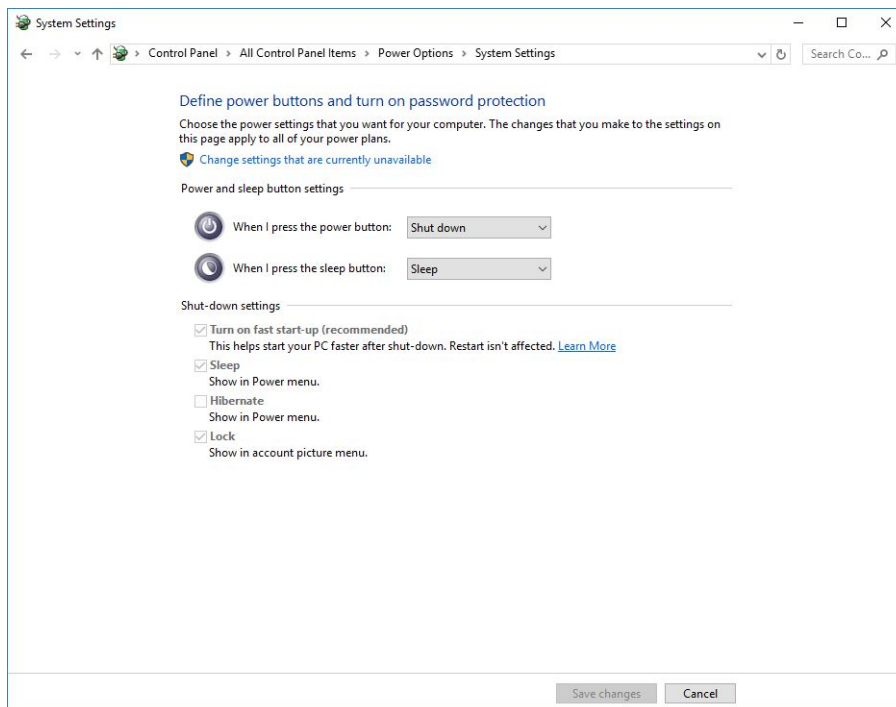 System Settings
Control Panel > All Control Panel Items > Power Options > System Settings
Search Co...
Define power buttons and turn on password protection
Choose the power settings that you want for your computer. The changes that you make to the settings on
this page apply to all of your power plans.
Change settings that are currently unavailable
Power and sleep button settings
When I press the power button: Shut down
When I press the sleep button: Sleep
Shut-down settings
Turn on fast start-up (recommended)
This helps start your PC faster after shut-down. Restart isn't affected. Learn More
Sleep
Show in Power menu.
Hibernate
Show in Power menu.
Lock
Show in account picture menu.
Save changes Cancel